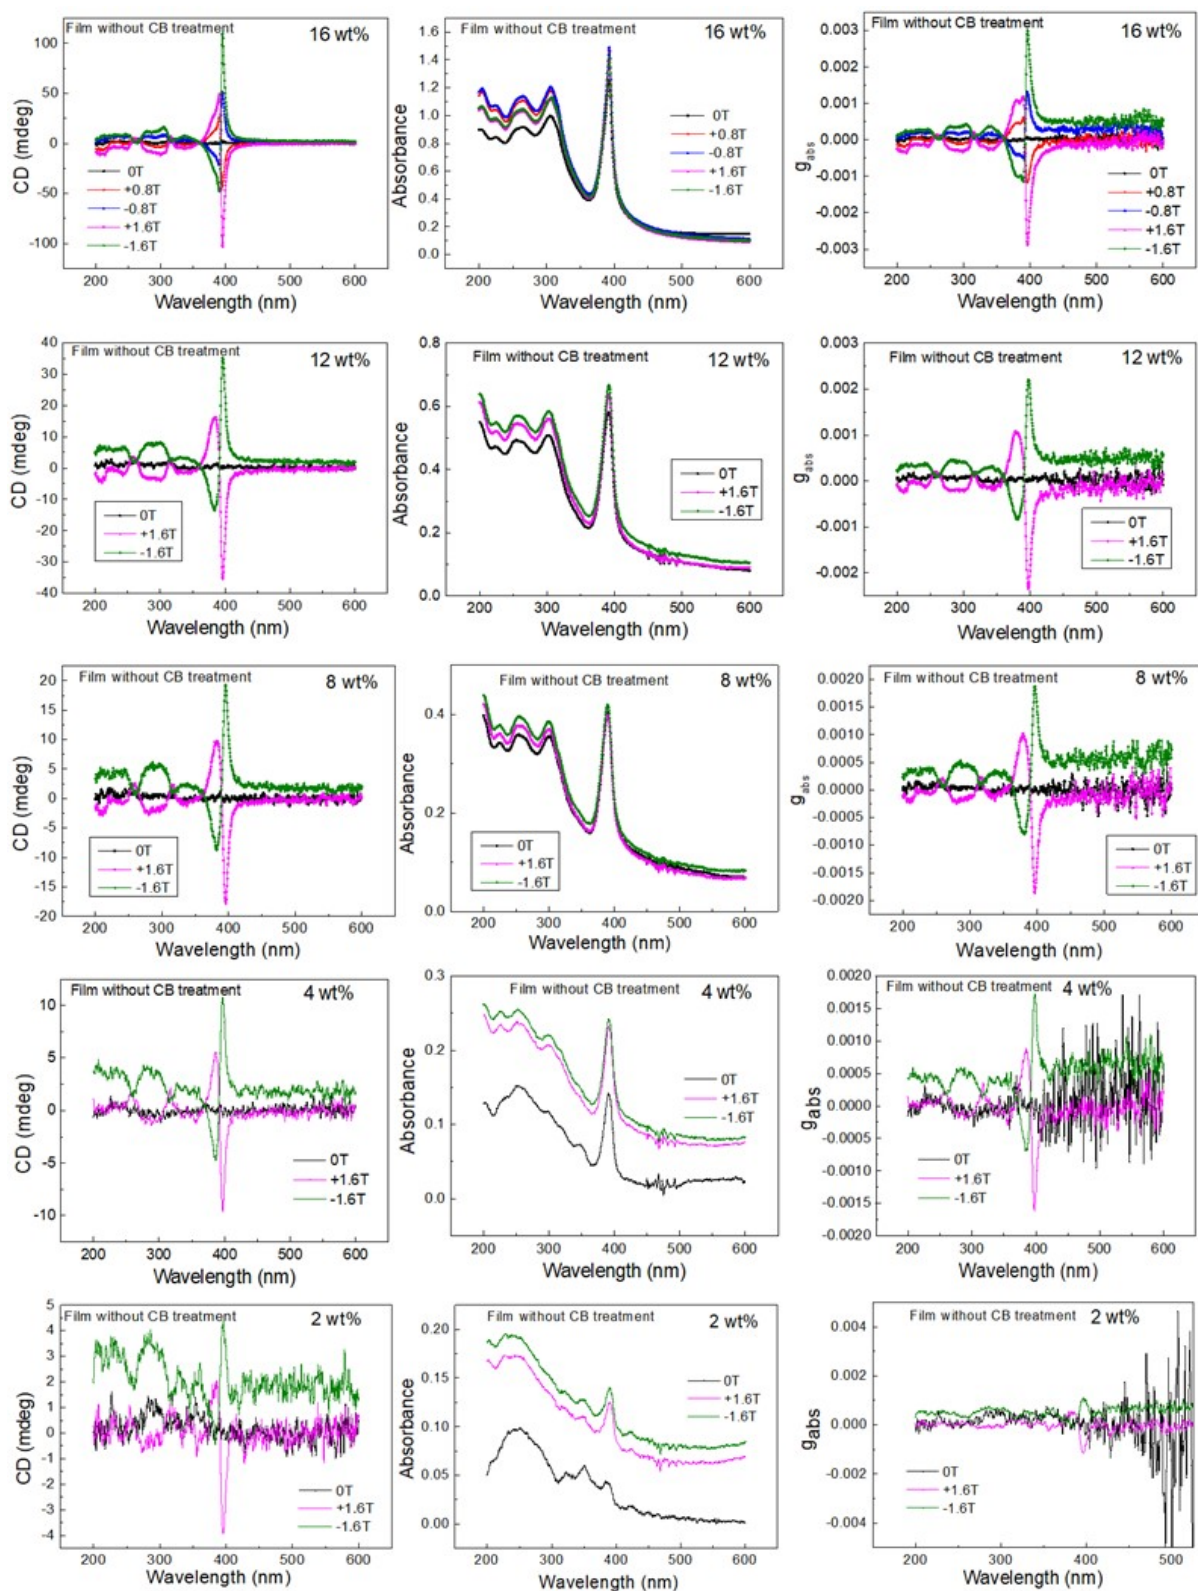 Film without CB treatment 16 wt%
CD (mdeg)
100
50
0
-50
-100
0T
+0.8T
-0.8T
+1.6T
-1.6T
200 300 400 500 600
Wavelength (nm)
Film without CB treatment
16 wt%
Absorbance
1.6
1.4
1.2
1.0
0.8
0.6
0.4
0.2
0.0
0T
+0.8T
-0.8T
+1.6T
-1.6T
200 300 400 500 600
Wavelength (nm)
Film without CB treatment
16 wt%
gabs
0.003
0.002
0.001
0.000
-0.001
-0.002
-0.003
0T
+0.8T
-0.8T
+1.6T
-1.6T
200 300 400 500 600
Wavelength (nm)
Film without CB treatment
12 wt%
CD (mdeg)
40
30
20
10
0
-10
-20
-30
-40
0T
+1.6T
-1.6T
200 300 400 500 600
Wavelength (nm)
Film without CB treatment 12 wt%
Absorbance
0.8
0.6
0.4
0.2
0.0
0T
+1.6T
-1.6T
200 300 400 500 600
Wavelength (nm)
Film without CB treatment 12 wt%
gabs
0.003
0.002
0.001
0.000
-0.001
-0.002
0T
+1.6T
-1.6T
200 300 400 500 600
Wavelength (nm)
Film without CB treatment 8 wt%
CD (mdeg)
20
15
10
5
0
-5
-10
-15
-20
0T
+1.6T
-1.6T
200 300 400 500 600
Wavelength (nm)
Film without CB treatment 8 wt%
Absorbance
0.4
0.2
0.0
0T
+1.6T
-1.6T
200 300 400 500 600
Wavelength (nm)
Film without CB treatment 8 wt%
gabs
0.0020
0.0015
0.0010
0.0005
0.0000
-0.0005
-0.0010
-0.0015
-0.0020
0T
+1.6T
-1.6T
200 300 400 500 600
Wavelength (nm)
Film without CB treatment 4 wt%
CD (mdeg)
10
5
0
-5
-10
0T
+1.6T
-1.6T
200 300 400 500 600
Wavelength (nm)
Film without CB treatment 4 wt%
Absorbance
0.3
0.2
0.1
0.0
0T
+1.6T
-1.6T
200 300 400 500 600
Wavelength (nm)
Film without CB treatment 4 wt%
gabs
0.0020
0.0015
0.0010
0.0005
0.0000
-0.0005
-0.0010
-0.0015
-0.0020
0T
+1.6T
-1.6T
200 300 400 500 600
Wavelength (nm)
Film without CB treatment 2 wt%
CD (mdeg)
5
4
3
2
1
0
-1
-2
-3
-4
0T
+1.6T
-1.6T
200 300 400 500 600
Wavelength (nm)
Film without CB treatment 2 wt%
Absorbance
0.20
0.15
0.10
0.05
0.00
0T
+1.6T
-1.6T
200 300 400 500 600
Wavelength (nm)
Film without CB treatment 2 wt%
gabs
0.004
0.002
0.000
-0.002
-0.004
0T
+1.6T
-1.6T
200 300 400 500
Wavelength (nm)